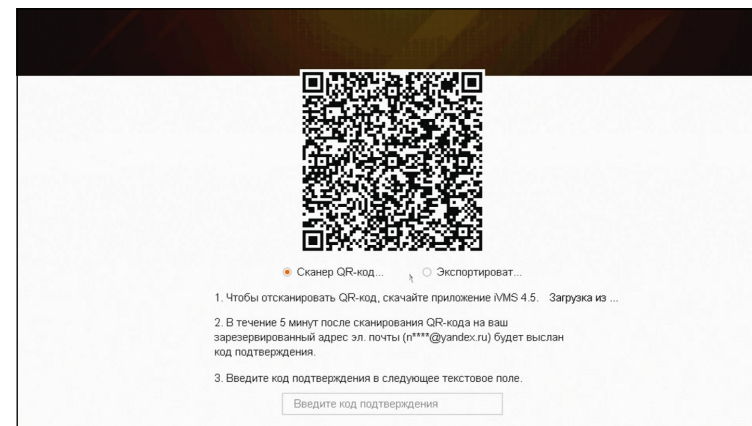 Сканер QR-код...
Экспортироват...
1. Чтобы отсканировать QR-код, скачайте приложение iVMS 4.5. Загрузка из ...
2. В течение 5 минут после сканирования QR-кода на ваш
зарезервированный адрес эл. почты (n****@yandex.ru) будет выслан
код подтверждения.
3. Введите код подтверждения в следующее текстовое поле.
Введите код подтверждения